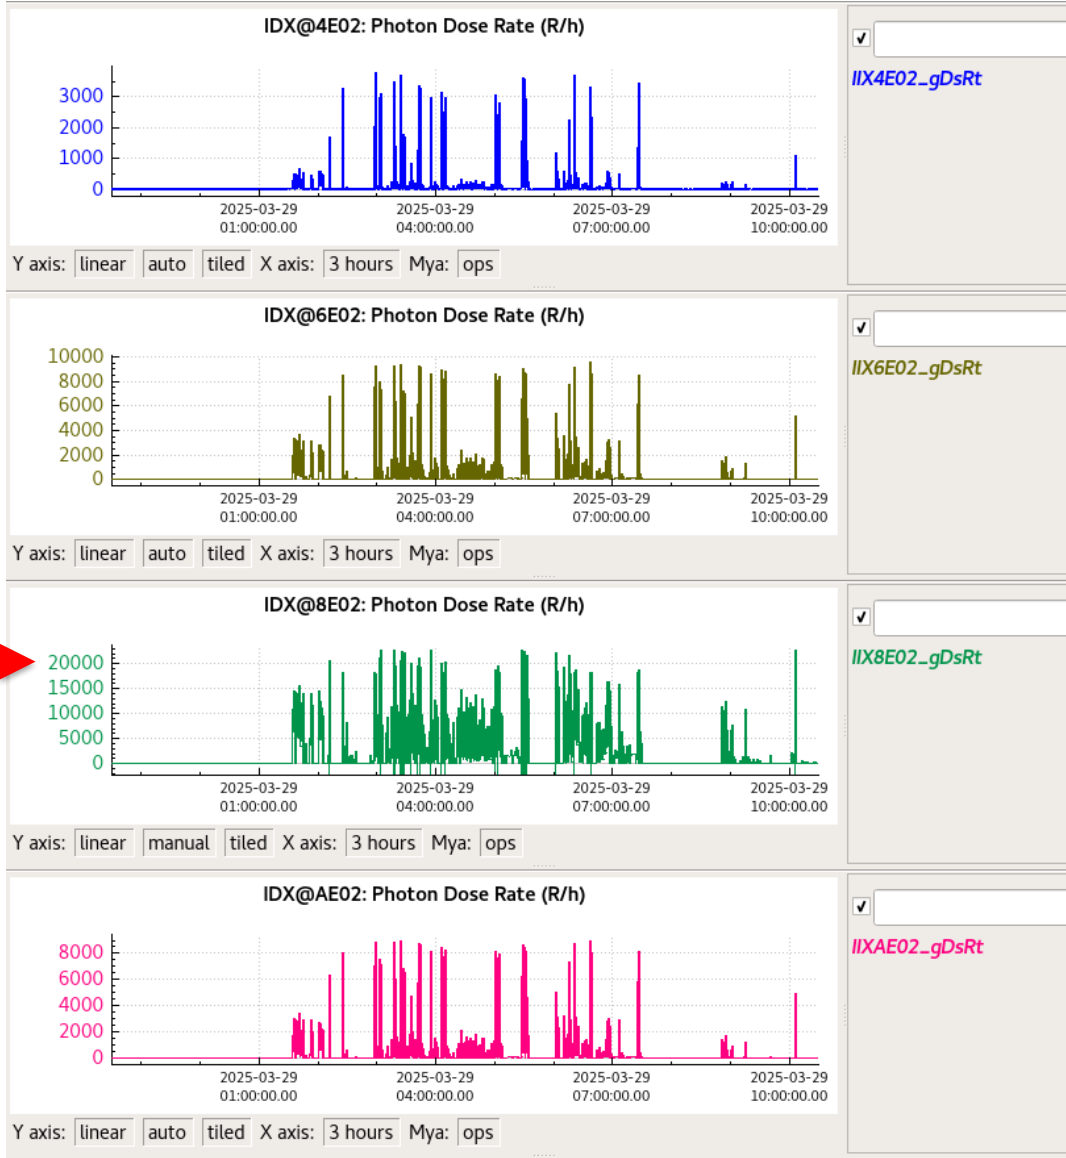 IDX@4E02: Photon Dose Rate (R/h)
3000
2000
1000
0
2025-03-29 2025-03-29 2025-03-29 2025-03-29
01:00:00.00 04:00:00.00 07:00:00.00 10:00:00.00
Y axis: linear auto tiled X axis: 3 hours Mya: ops
IIX4E02_gDsRt
IDX@6E02: Photon Dose Rate (R/h)
10000
8000
6000
4000
2000
0
2025-03-29 2025-03-29 2025-03-29 2025-03-29
01:00:00.00 04:00:00.00 07:00:00.00 10:00:00.00
Y axis: linear auto tiled X axis: 3 hours Mya: ops
IIX6E02_gDsRt
IDX@8E02: Photon Dose Rate (R/h)
20000
15000
10000
5000
0
2025-03-29 2025-03-29 2025-03-29 2025-03-29
01:00:00.00 04:00:00.00 07:00:00.00 10:00:00.00
Y axis: linear manual tiled X axis: 3 hours Mya: ops
IIX8E02_gDsRt
IDX@AE02: Photon Dose Rate (R/h)
8000
6000
4000
2000
0
2025-03-29 2025-03-29 2025-03-29 2025-03-29
01:00:00.00 04:00:00.00 07:00:00.00 10:00:00.00
Y axis: linear auto tiled X axis: 3 hours Mya: ops
IIXAE02_gDsRt